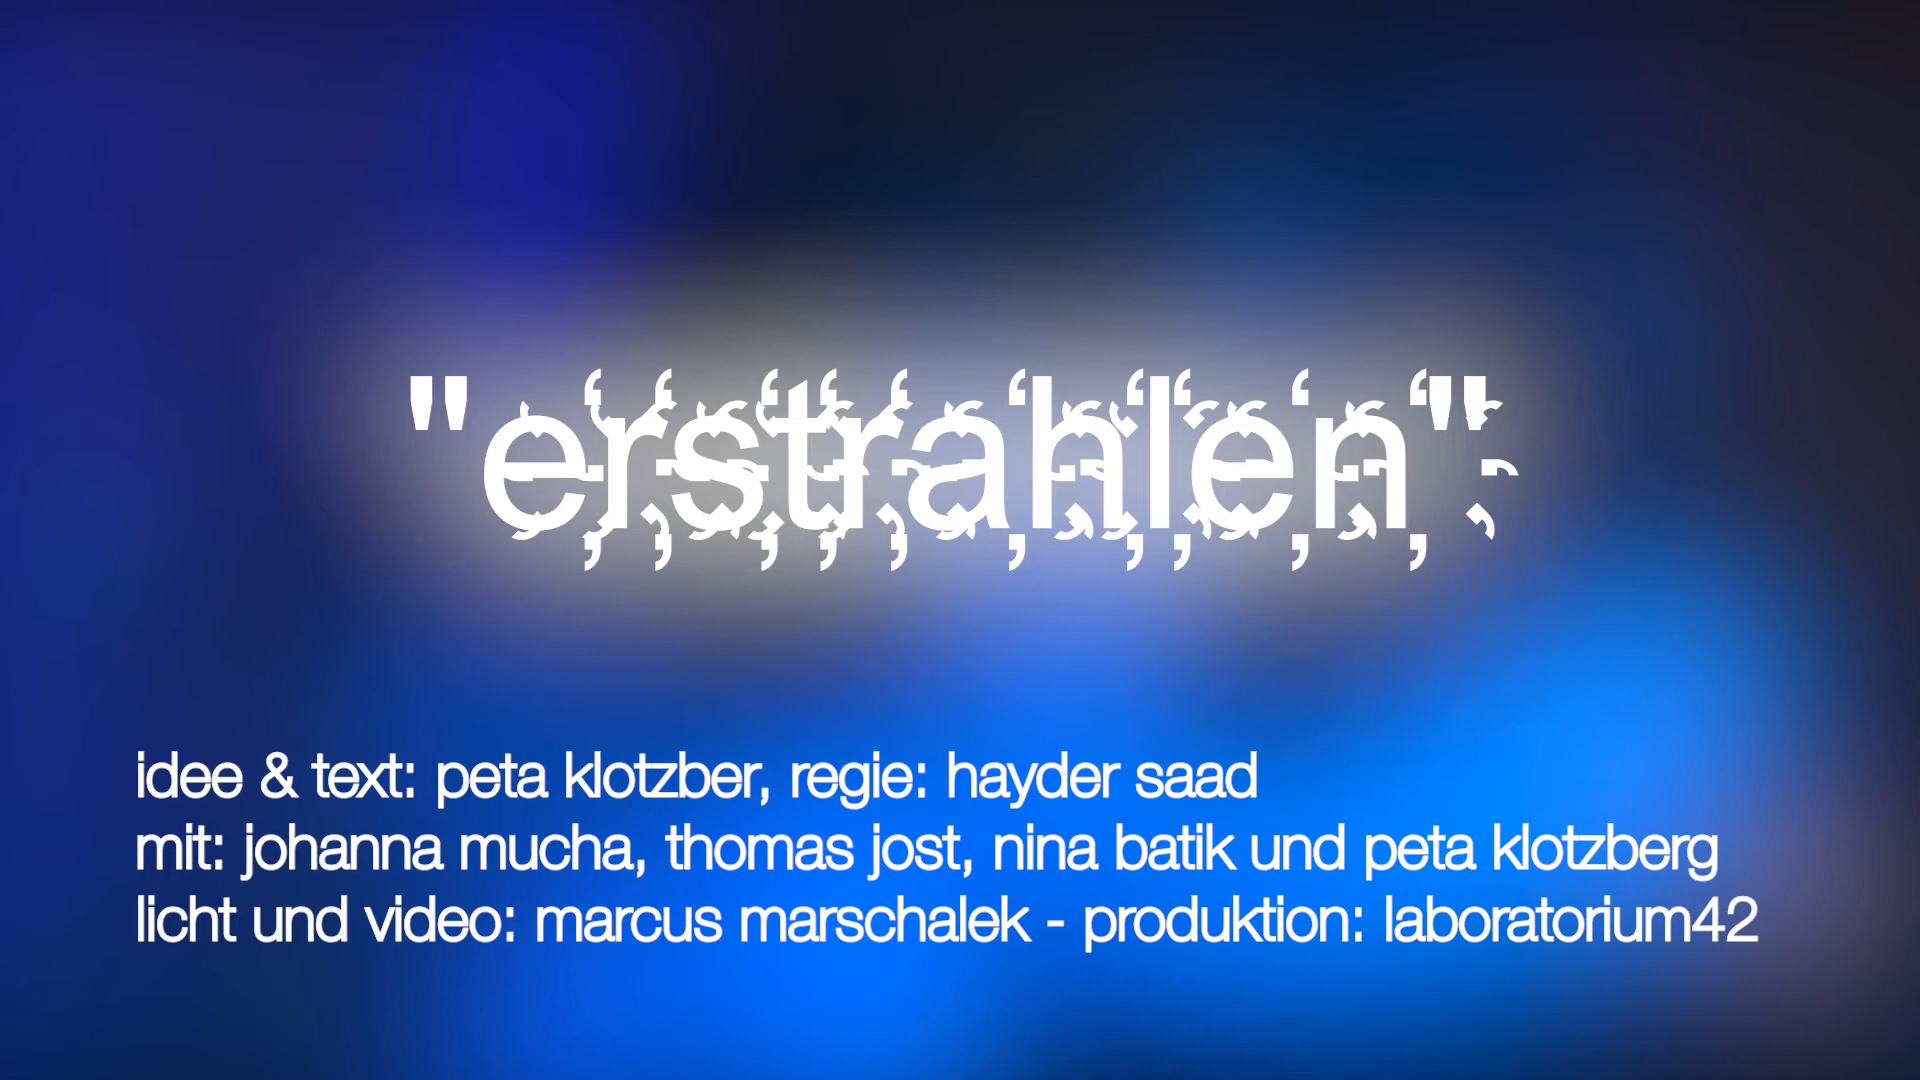 "erstrahlen"
idee & text: peta klotzber, regie: hayder saad
mit: johanna mucha, thomas jost, nina batik und peta klotzberg
licht und video: marcus marschalek - produktion: laboratorium42